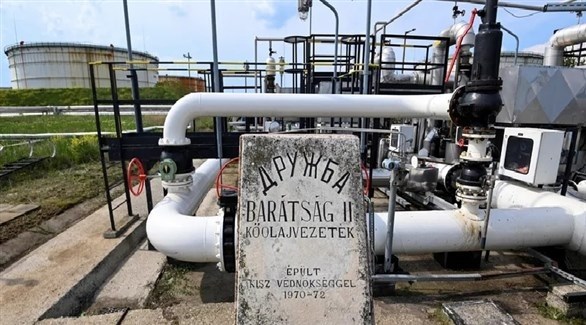 ДРУЖБА
BARÁTSÁG II
KŐOLAJVEZETÉK
ÉPÜLT
KISZ VÉDNÖKSÉGGEL
1970-72